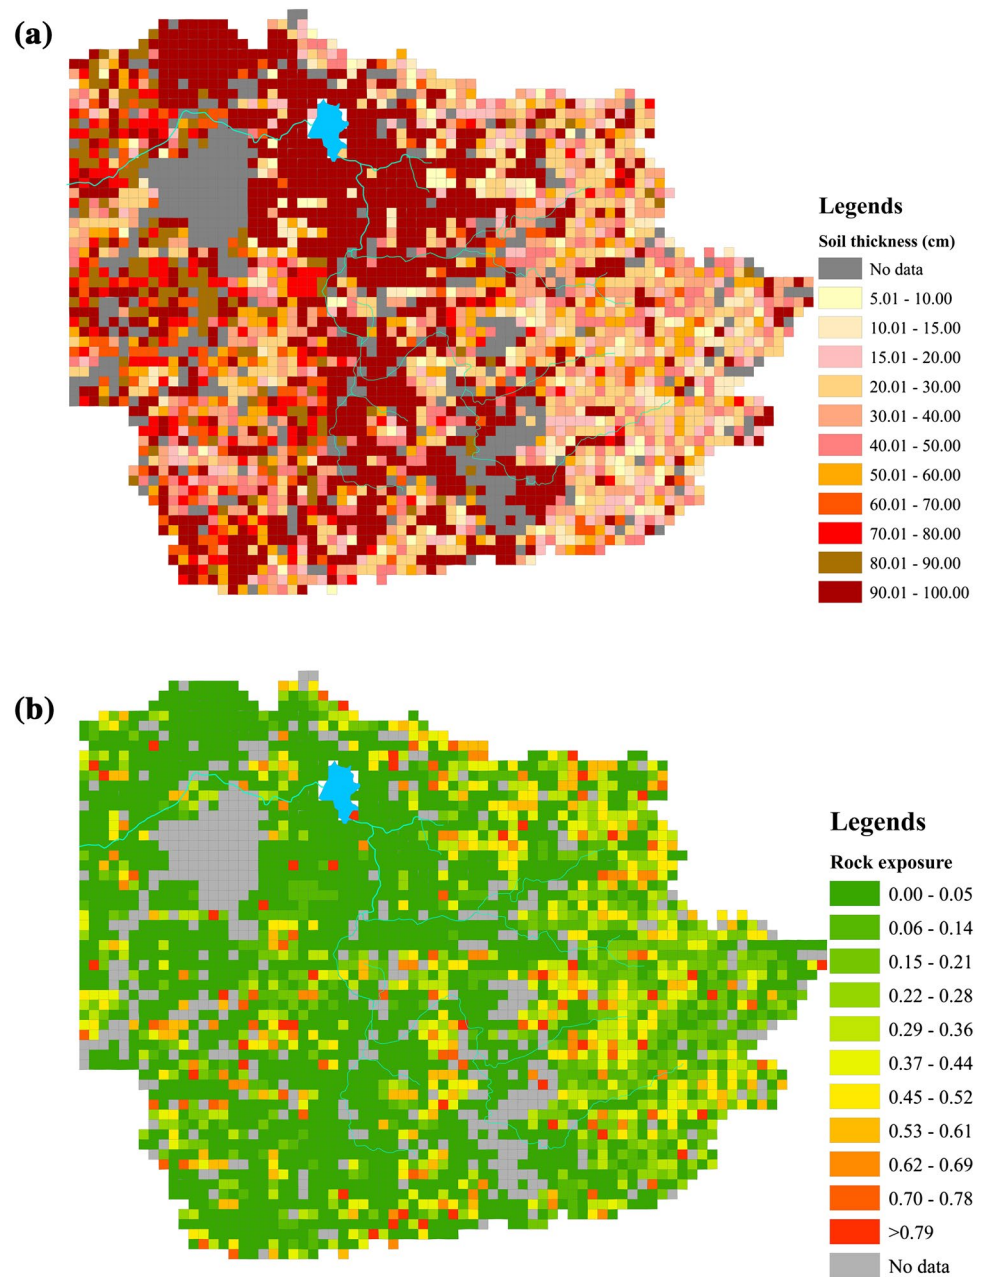 (a)
Legends
Soil thickness (cm)
No data
5.01 - 10.00
10.01 - 15.00
15.01 - 20.00
20.01 - 30.00
30.01 - 40.00
40.01 - 50.00
50.01 - 60.00
60.01 - 70.00
70.01 - 80.00
80.01 - 90.00
90.01 - 100.00
(b)
Legends
Rock exposure
0.00 - 0.05
0.06 - 0.14
0.15 - 0.21
0.22 - 0.28
0.29 - 0.36
0.37 - 0.44
0.45 - 0.52
0.53 - 0.61
0.62 - 0.69
0.70 - 0.78
>0.79
No data